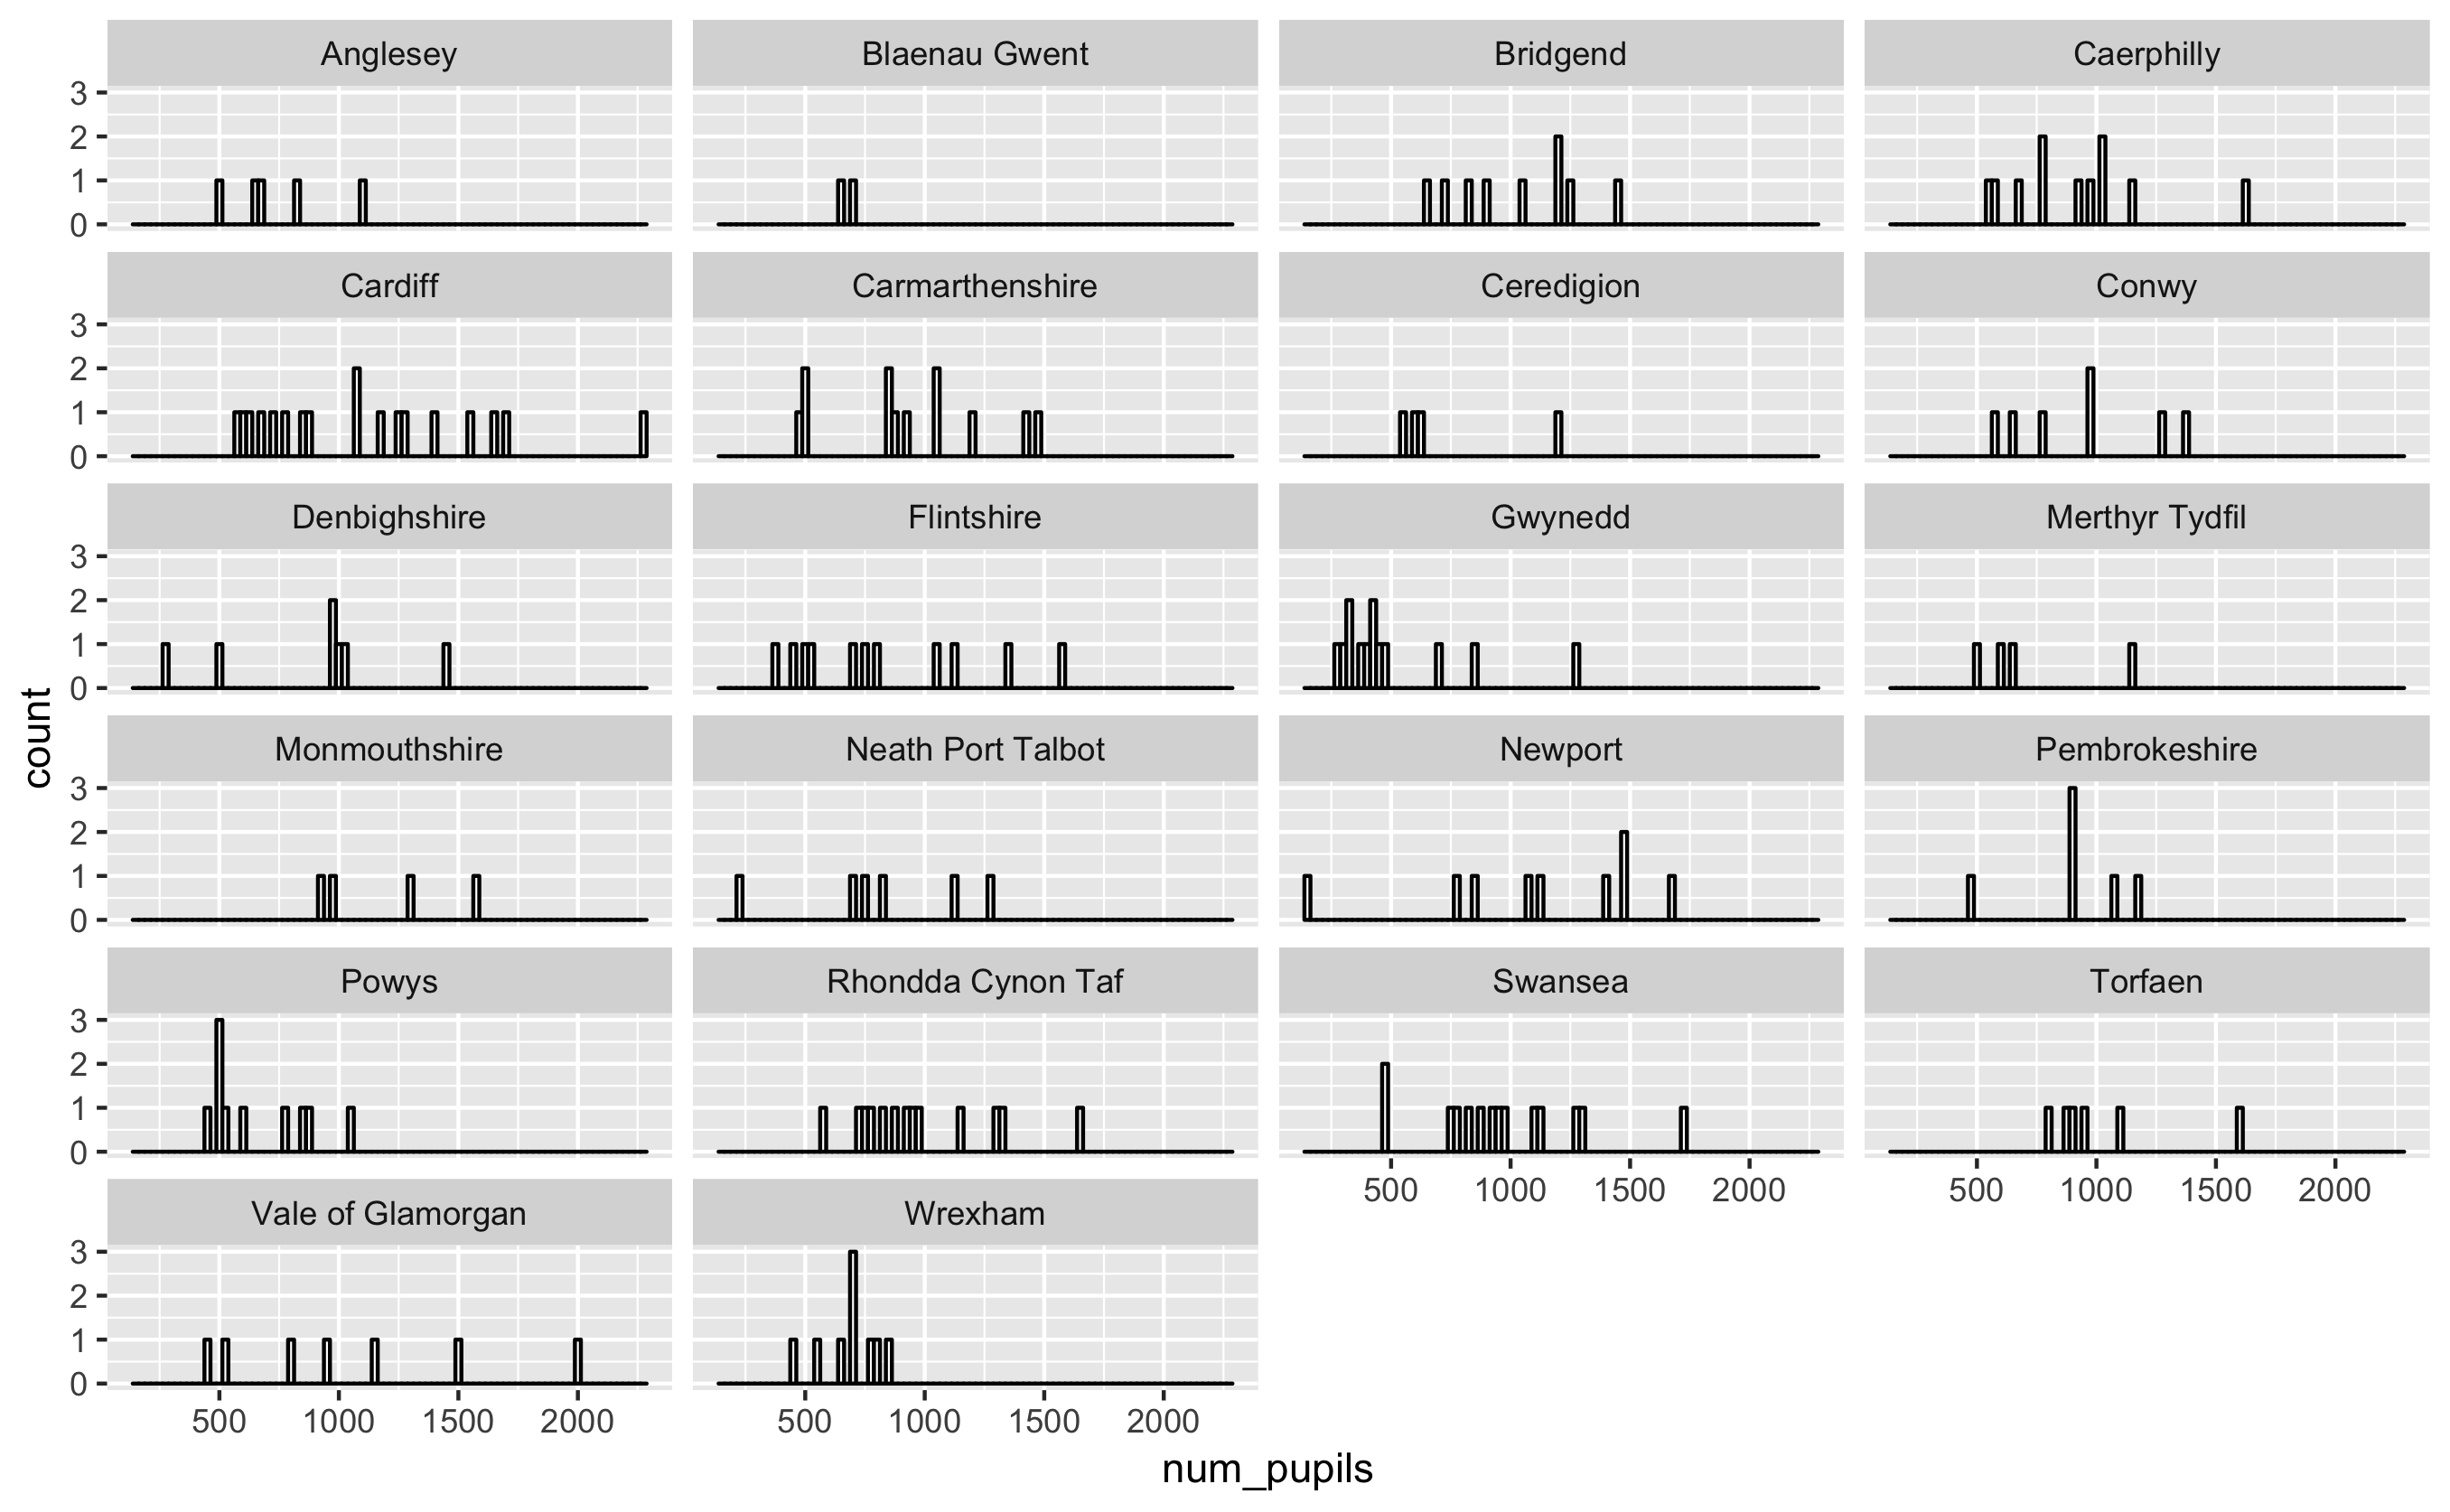 Anglesey
Blaenau Gwent
Bridgend
Caerphilly
3
2
1
0
Cardiff
Carmarthenshire
Ceredigion
Conwy
3
2
1
0
Denbighshire
Flintshire
Gwynedd
Merthyr Tydfil
3
2
1
0
Monmouthshire
Neath Port Talbot
Newport
Pembrokeshire
3
2
1
0
Powys
Rhondda Cynon Taf
Swansea
Torfaen
3
2
1
0
500 1000 1500 2000
500 1000 1500 2000
Vale of Glamorgan
Wrexham
3
2
1
0
500 1000 1500 2000
500 1000 1500 2000
count
num_pupils